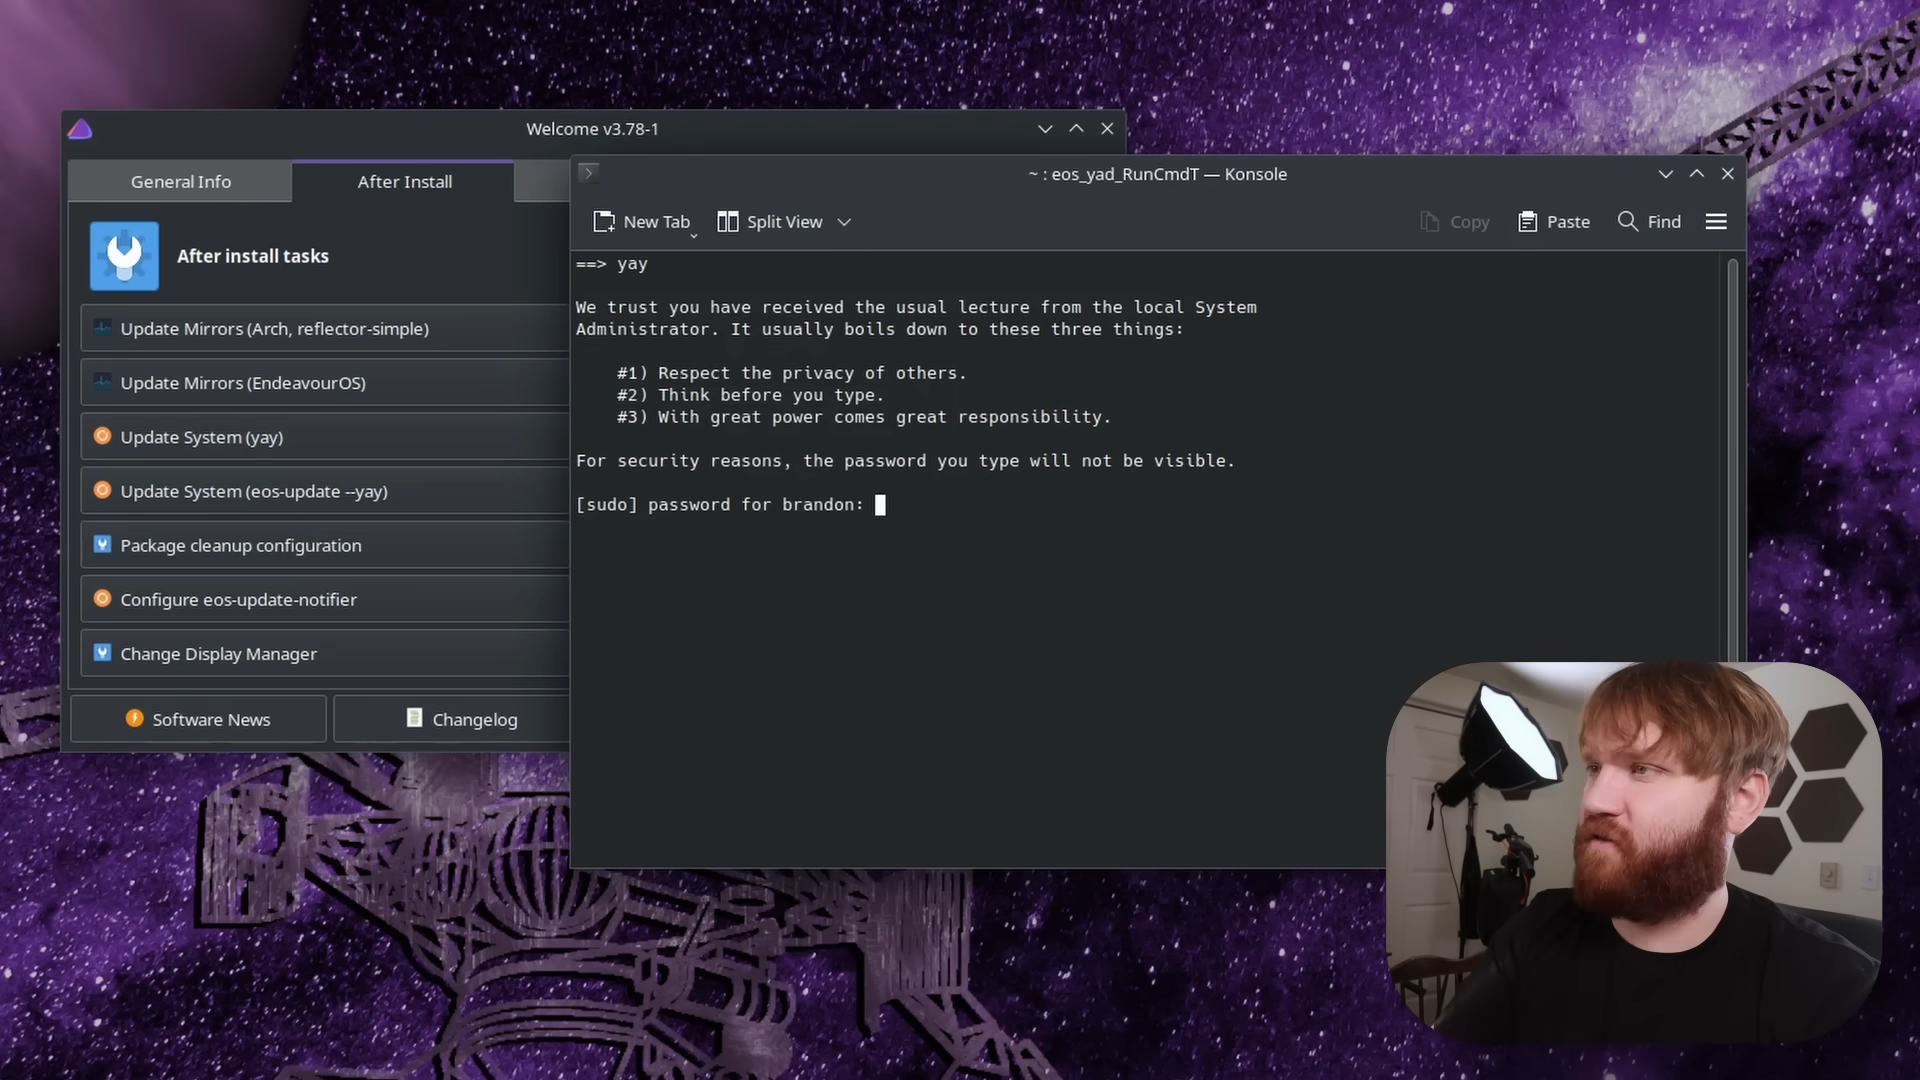 Welcome v3.78-1
General Info
After Install
After install tasks
Update Mirrors (Arch, reflector-simple)
Update Mirrors (EndeavourOS)
Update System (yay)
Update System (eos-update --yay)
Package cleanup configuration
Configure eos-update-notifier
Change Display Manager
Software News
Changelog
~ : eos_yad_RunCmdT — Konsole
New Tab
Split View
Copy
Paste
Find
==> yay
We trust you have received the usual lecture from the local System
Administrator. It usually boils down to these three things:
#1) Respect the privacy of others.
#2) Think before you type.
#3) With great power comes great responsibility.
For security reasons, the password you type will not be visible.
[sudo] password for brandon: